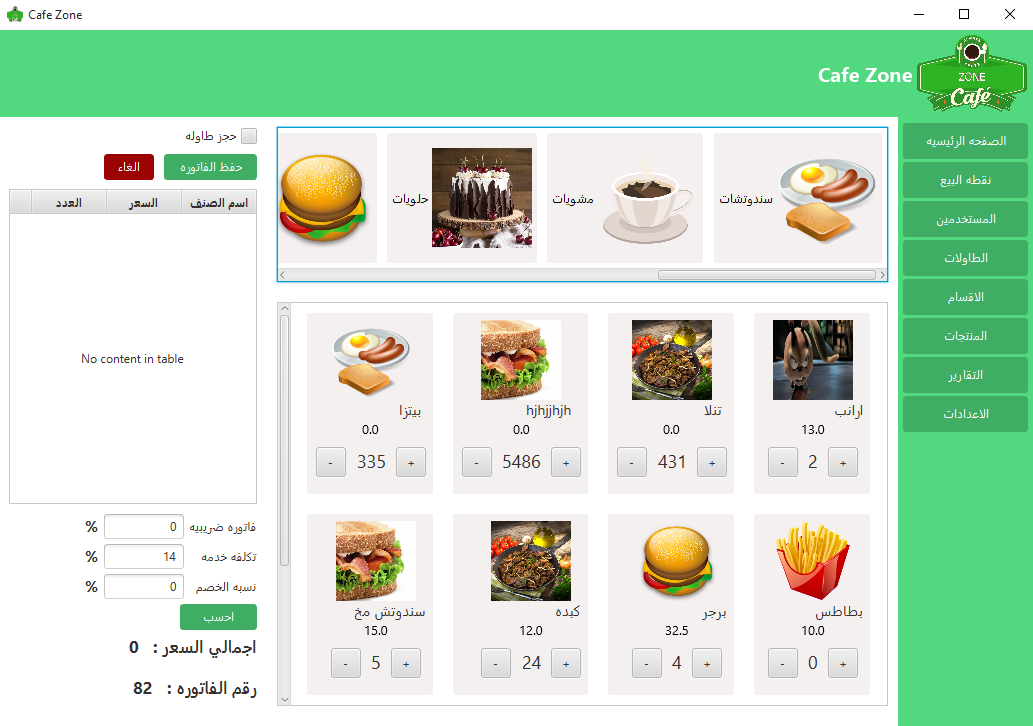 Cafe Zone
Cafe Zone
ZONE
Café
الصفحه الرئيسيه
نقطه البيع
المستخدمين
الطاولات
الاقسام
المنتجات
التقارير
الاعدادات
سندوتشات
مشويات
حلويات
حجز طاوله
حفظ الفاتوره
الغاء
اسم الصنف
السعر
العدد
No content in table
فاتوره ضريبيه 0 %
تكلفه خدمه 14 %
نسبه الخصم 0 %
احسب
اجمالي السعر : 0
رقم الفاتوره : 82
ارانب
13.0
+ 2 -
تتلا
0.0
+ 431 -
hjhjjhjh
0.0
+ 5486 -
بيتزا
0.0
+ 335 -
بطاطس
10.0
+ 0 -
برجر
32.5
+ 4 -
كبده
12.0
+ 24 -
سندوتش مخ
15.0
+ 5 -